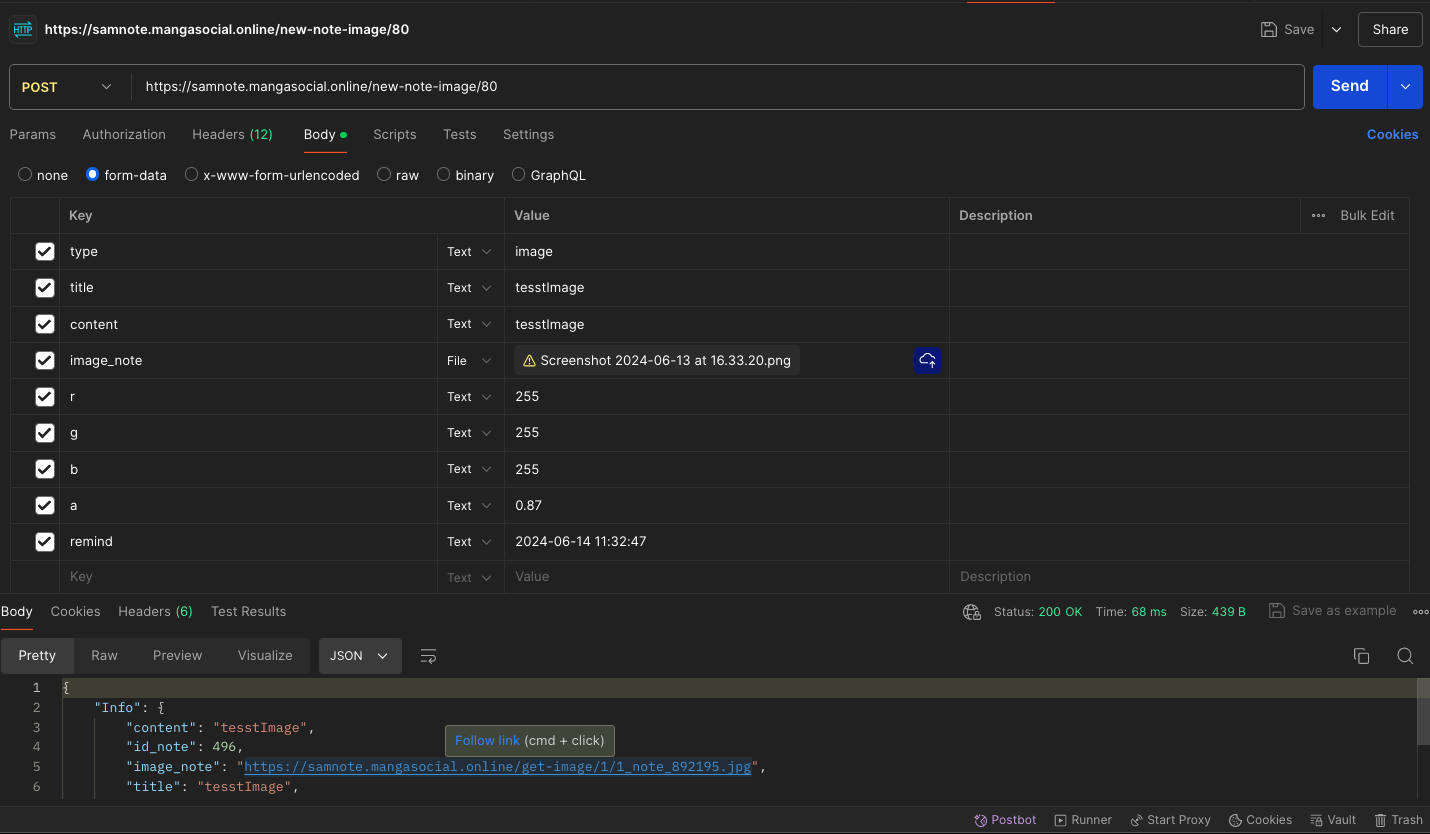 HTTP https://samnote.mangasocial.online/new-note-image/80 Save Share
POST https://samnote.mangasocial.online/new-note-image/80 Send
Params Authorization Headers (12) Body Scripts Tests Settings Cookies
none form-data x-www-form-urlencoded raw binary GraphQL
Key Value Description Bulk Edit
type Text image
title Text tesstImage
content Text tesstImage
image_note File Screenshot 2024-06-13 at 16.33.20.png
r Text 255
g Text 255
b Text 255
a Text 0.87
remind Text 2024-06-14 11:32:47
Key Text Value Description
Body Cookies Headers (6) Test Results Status: 200 OK Time: 68 ms Size: 439 B Save as example
Pretty Raw Preview Visualize JSON
1 {
2 "Info": {
3 "content": "tesstImage",
Follow link (cmd + click)
4 "id_note": 496,
5 "image_note": "https://samnote.mangasocial.online/get-image/1/1_note_892195.jpg",
6 "title": "tesstImage",
Postbot Runner Start Proxy Cookies Vault Trash